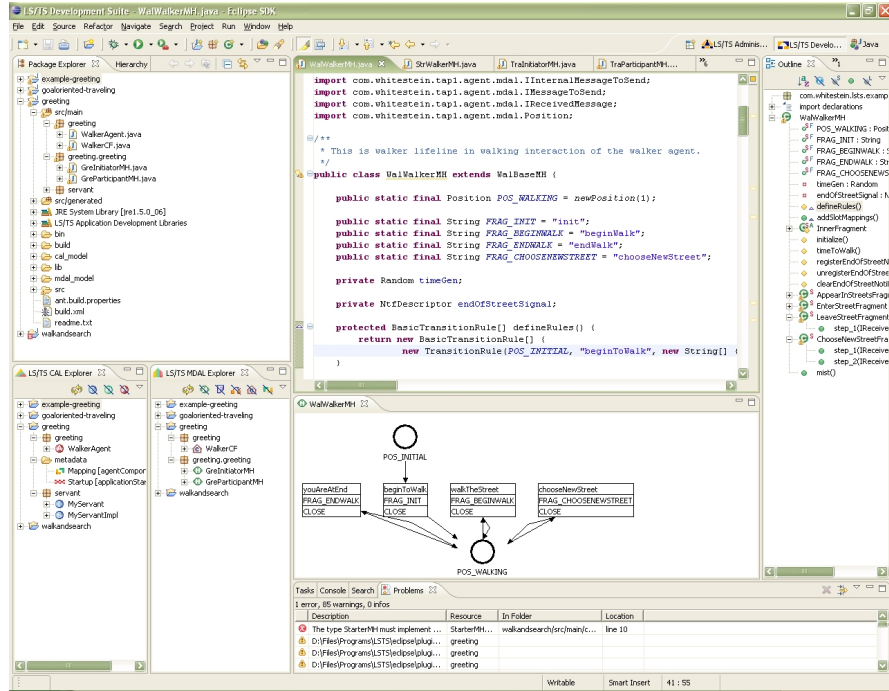 LS/TS Development Suite - WalWalkerMH.java - Eclipse SDK
File Edit Source Refactor Navigate Search Project Run Window Help
LS/TS Adminis... LS/TS Develo... Java
Package Explorer Hierarchy
example-greeting
goaloriented-traveling
greeting
src/main
greeting
WalkerAgent.java
WalkerCF.java
greeting.greeting
GreInitiatorMH.java
GreParticipantMH.java
servant
src/generated
JRE System Library [jre1.5.0_06]
LS/TS Application Development Libraries
bin
build
cal_model
lib
mdal_model
src
ant.build.properties
build.xml
readme.txt
walkandsearch
WalWalkerMH.java StrWalkerMH.java TraInitiatorMH.java TraParticipantMH....
import com.whitestein.tap1.agent.mdal.IInternalMessageToSend;
import com.whitestein.tap1.agent.mdal.IMessageToSend;
import com.whitestein.tap1.agent.mdal.IReceivedMessage;
import com.whitestein.tap1.agent.mdal.Position;
/**
* This is walker lifeline in walking interaction of the walker agent.
*/
public class WalWalkerMH extends WalBaseMH {
public static final Position POS_WALKING = newPosition(1);
public static final String FRAG_INIT = "init";
public static final String FRAG_BEGINWALK = "beginWalk";
public static final String FRAG_ENDWALK = "endWalk";
public static final String FRAG_CHOOSENEWSTREET = "chooseNewStreet";
private Random timeGen;
private NtfDescriptor endOfStreetSignal;
protected BasicTransitionRule[] defineRules() {
return new BasicTransitionRule[] {
new TransitionRule(POS_INITIAL, "beginToWalk", new String[] {
}
Outline
com.whitestein.lsts.examp
import declarations
WalWalkerMH
POS_WALKING : Posit
FRAG_INIT : String
FRAG_BEGINWALK : S
FRAG_ENDWALK : Str
FRAG_CHOOSENEWS
timeGen : Random
endOfStreetSignal : N
defineRules()
addSlotMappings()
InnerFragment
initialize()
timeToWalk()
registerEndOfStreetN
unregisterEndOfStree
clearEndOfStreetNoti
AppearInStreetsFrag
EnterStreetFragment
LeaveStreetFragment
step_1(IReceive
ChooseNewStreetFra
step_1(IReceive
step_2(IReceive
mist()
LS/TS CAL Explorer
example-greeting
goaloriented-traveling
greeting
greeting
WalkerAgent
metadata
Mapping [agentCompor
Startup [applicationStar
servant
MyServant
MyServantImpl
walkandsearch
LS/TS MDAL Explorer
example-greeting
goaloriented-traveling
greeting
greeting
WalkerCF
greeting.greeting
GreInitiatorMH
GreParticipantMH
walkandsearch
WalWalkerMH
POS_INITIAL
youAreAtEnd
FRAG_ENDWALK
CLOSE
beginToWalk
FRAG_INIT
CLOSE
walkTheStreet
FRAG_BEGINWALK
CLOSE
chooseNewStreet
FRAG_CHOOSENEWSTREET
CLOSE
POS_WALKING
Tasks Console Search Problems
1 error, 85 warnings, 0 infos
Description Resource In Folder Location
The type StarterMH must implement ... StarterMH... walkandsearch/src/main/c... line 10
D:\Files\Programs\LSTS\eclipse\plugi... greeting
D:\Files\Programs\LSTS\eclipse\plugi... greeting
D:\Files\Programs\LSTS\eclipse\plugi... greeting
Writable Smart Insert 41 : 55